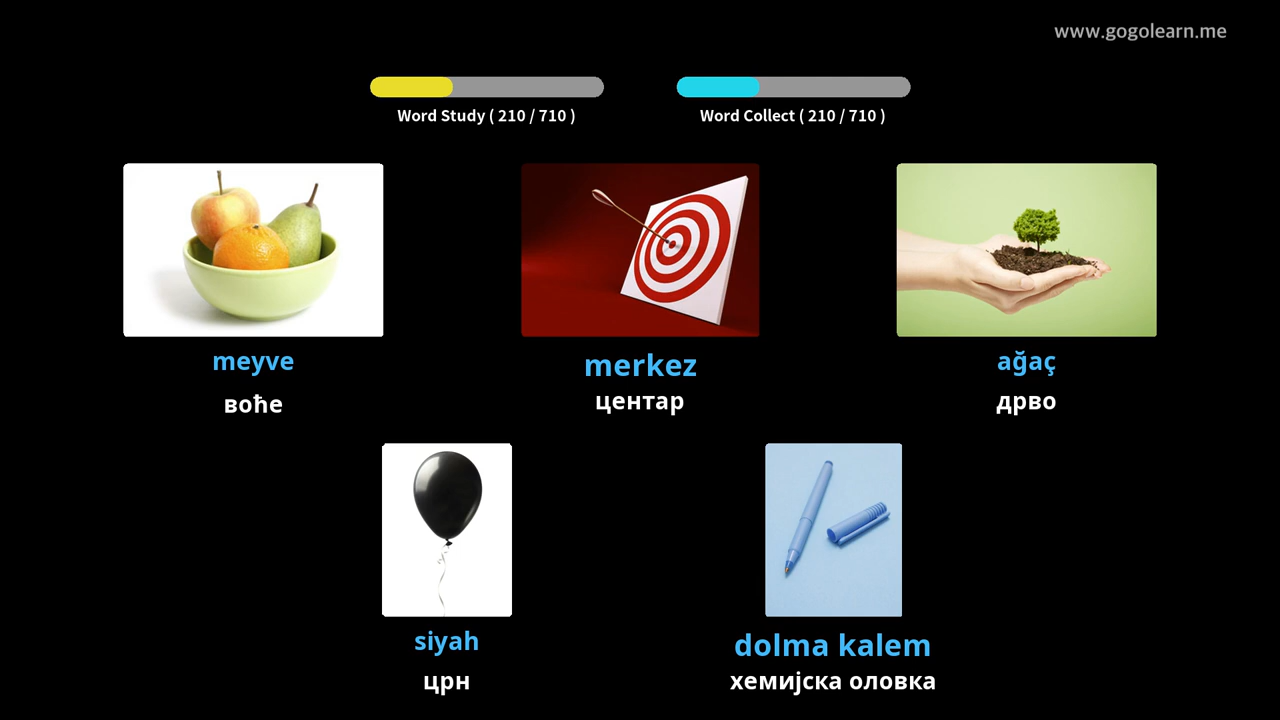 www.gogolearn.me
Word Study ( 210 / 710 )
Word Collect ( 210 / 710 )
meyve
воће
merkez
центар
ağaç
дрво
siyah
црн
dolma kalem
хемијска оловка